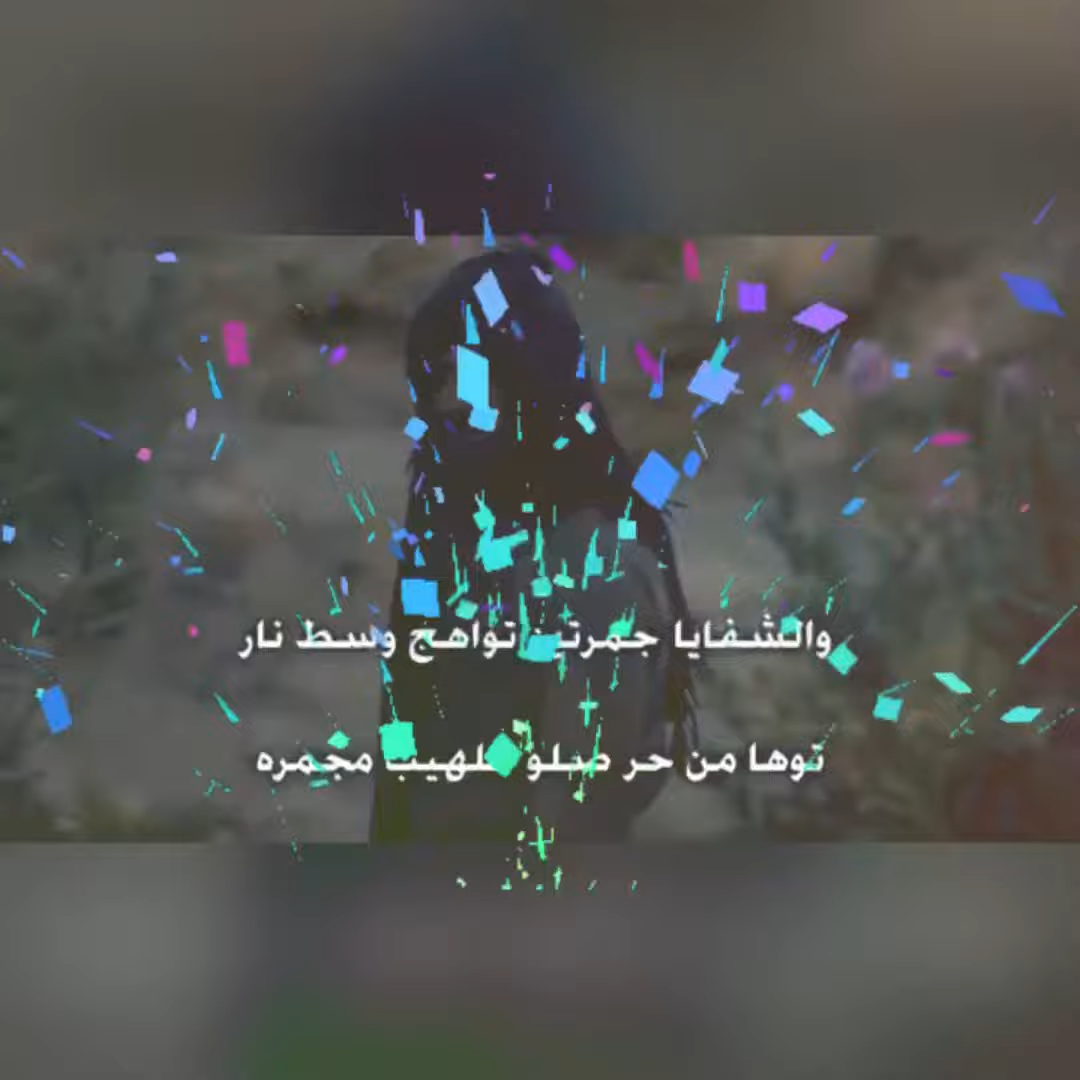 والشفايا جمرتين تواهج وسط نار
توها من حر صلو لهيب مجمره